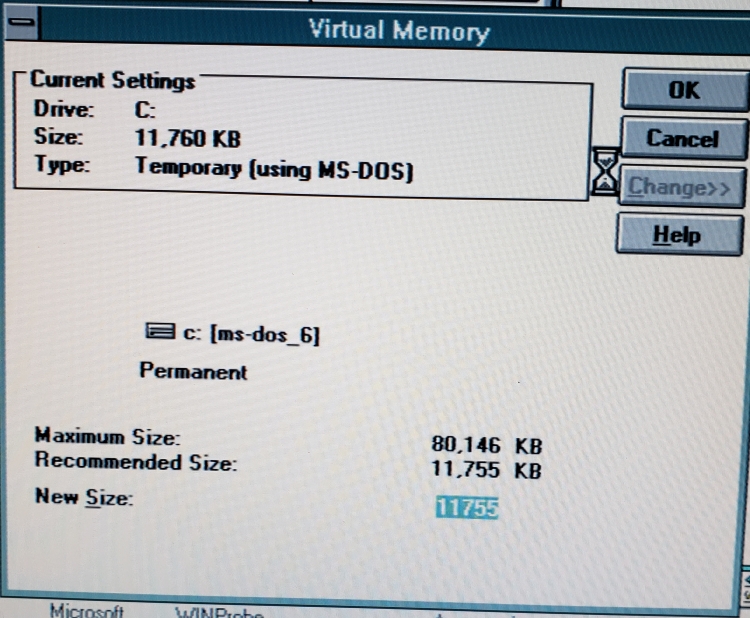 Virtual Memory
Current Settings
Drive: C:
Size: 11,760 KB
Type: Temporary (using MS-DOS)
OK
Cancel
Change>>
Help
c: [ms-dos_6]
Permanent
Maximum Size: 80,146 KB
Recommended Size: 11,755 KB
New Size: 11755
Microsoft WINProbe